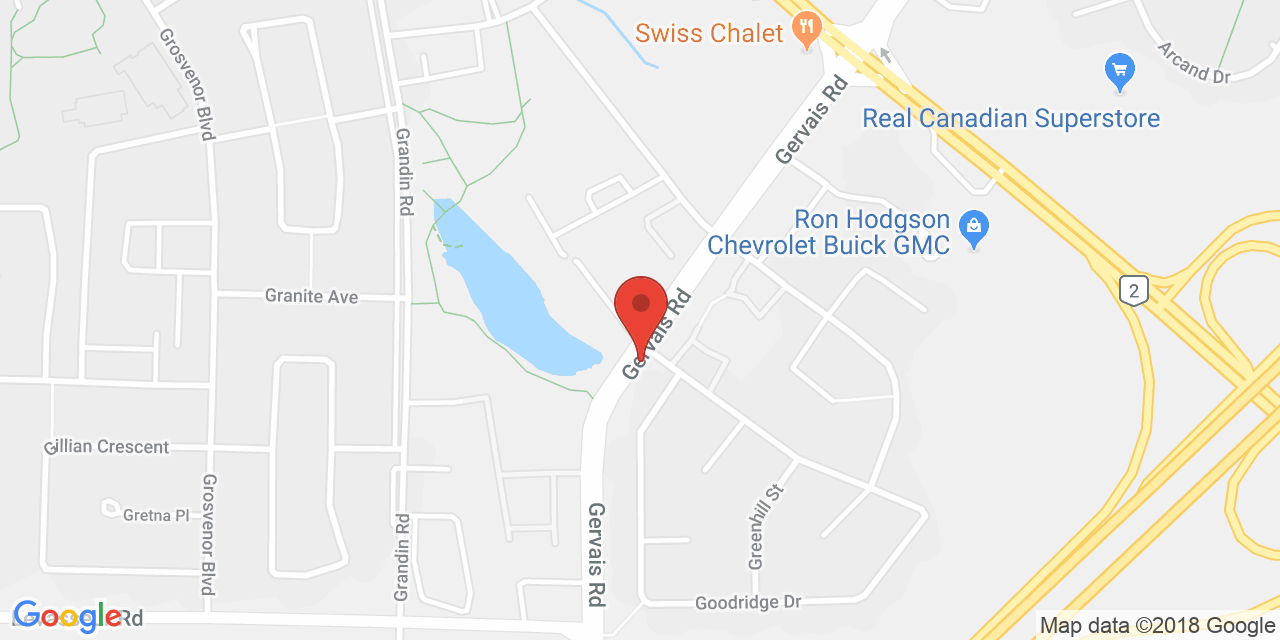 Swiss Chalet
Arcand Dr
Grosvenor Blvd
Gervais Rd
Real Canadian Superstore
Grandin Rd
Ron Hodgson
Chevrolet Buick GMC
2
Granite Ave
Gervais Rd
Gillian Crescent
Gretna Pl
Grosvenor Blvd
Grandin Rd
Gervais Rd
Greenhill St
Goodridge Dr
Google
Rd
Map data ©2018 Google